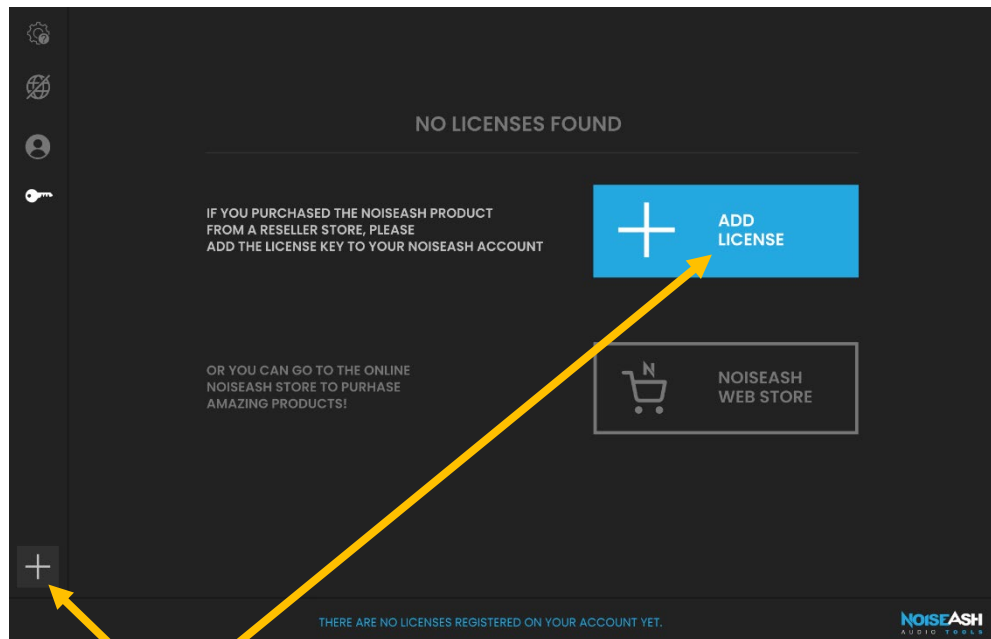 NO LICENSES FOUND
IF YOU PURCHASED THE NOISEASH PRODUCT
FROM A RESELLER STORE, PLEASE
ADD THE LICENSE KEY TO YOUR NOISEASH ACCOUNT
ADD
LICENSE
OR YOU CAN GO TO THE ONLINE
NOISEASH STORE TO PURHASE
AMAZING PRODUCTS!
N
NOISEASH
WEB STORE
THERE ARE NO LICENSES REGISTERED ON YOUR ACCOUNT YET.
NOISEASH
AUDIO TOOLS